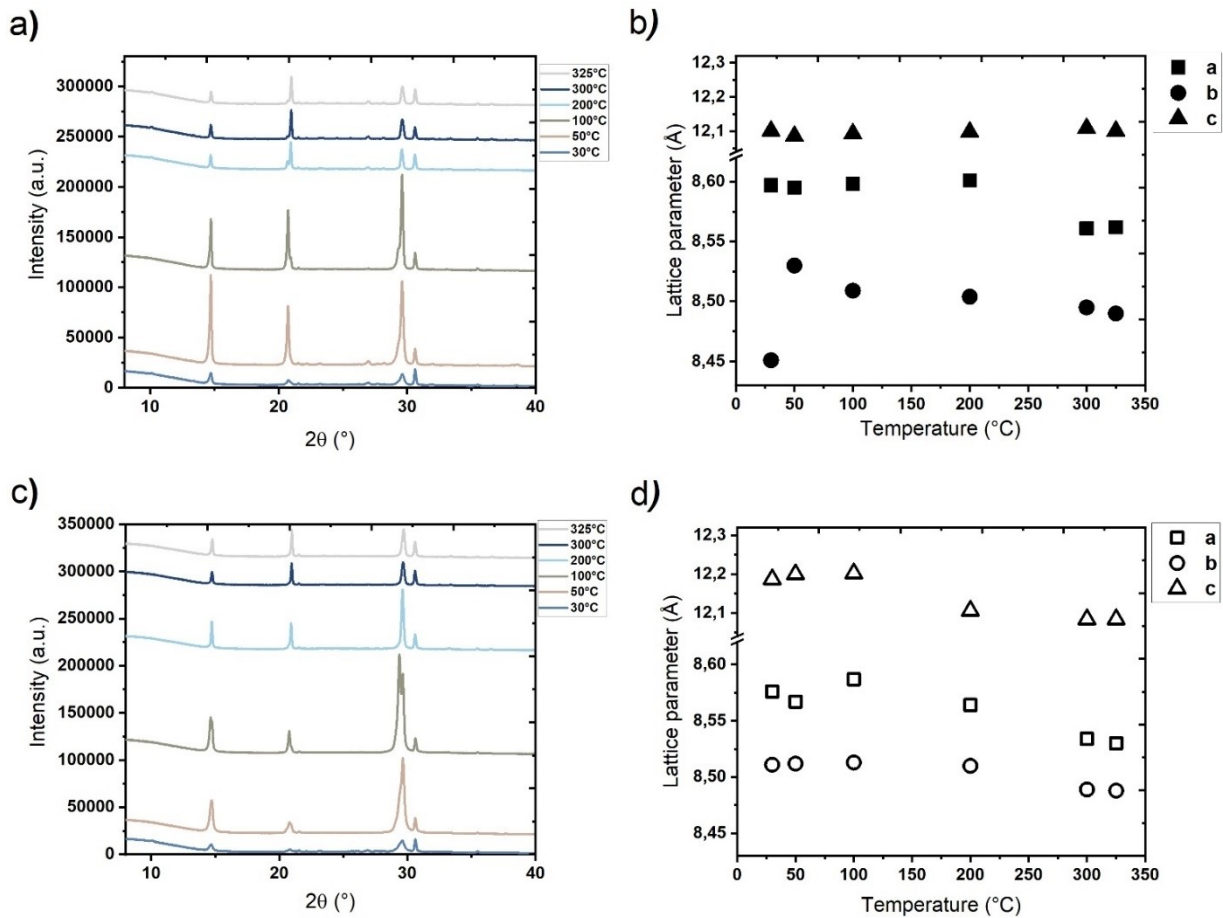 a)
325°C
300°C
200°C
100°C
50°C
30°C
300000
250000
200000
150000
100000
50000
0
10
20
30
40
Intensity (a.u.)
2θ (°)
b)
a
b
c
12,3
12,2
12,1
8,60
8,55
8,50
8,45
0
50
100
150
200
250
300
350
Lattice parameter (Å)
Temperature (°C)
c)
325°C
300°C
200°C
100°C
50°C
30°C
350000
300000
250000
200000
150000
100000
50000
0
10
20
30
40
Intensity (a.u.)
2θ (°)
d)
a
b
c
12,3
12,2
12,1
8,60
8,55
8,50
8,45
0
50
100
150
200
250
300
350
Lattice parameter (Å)
Temperature (°C)